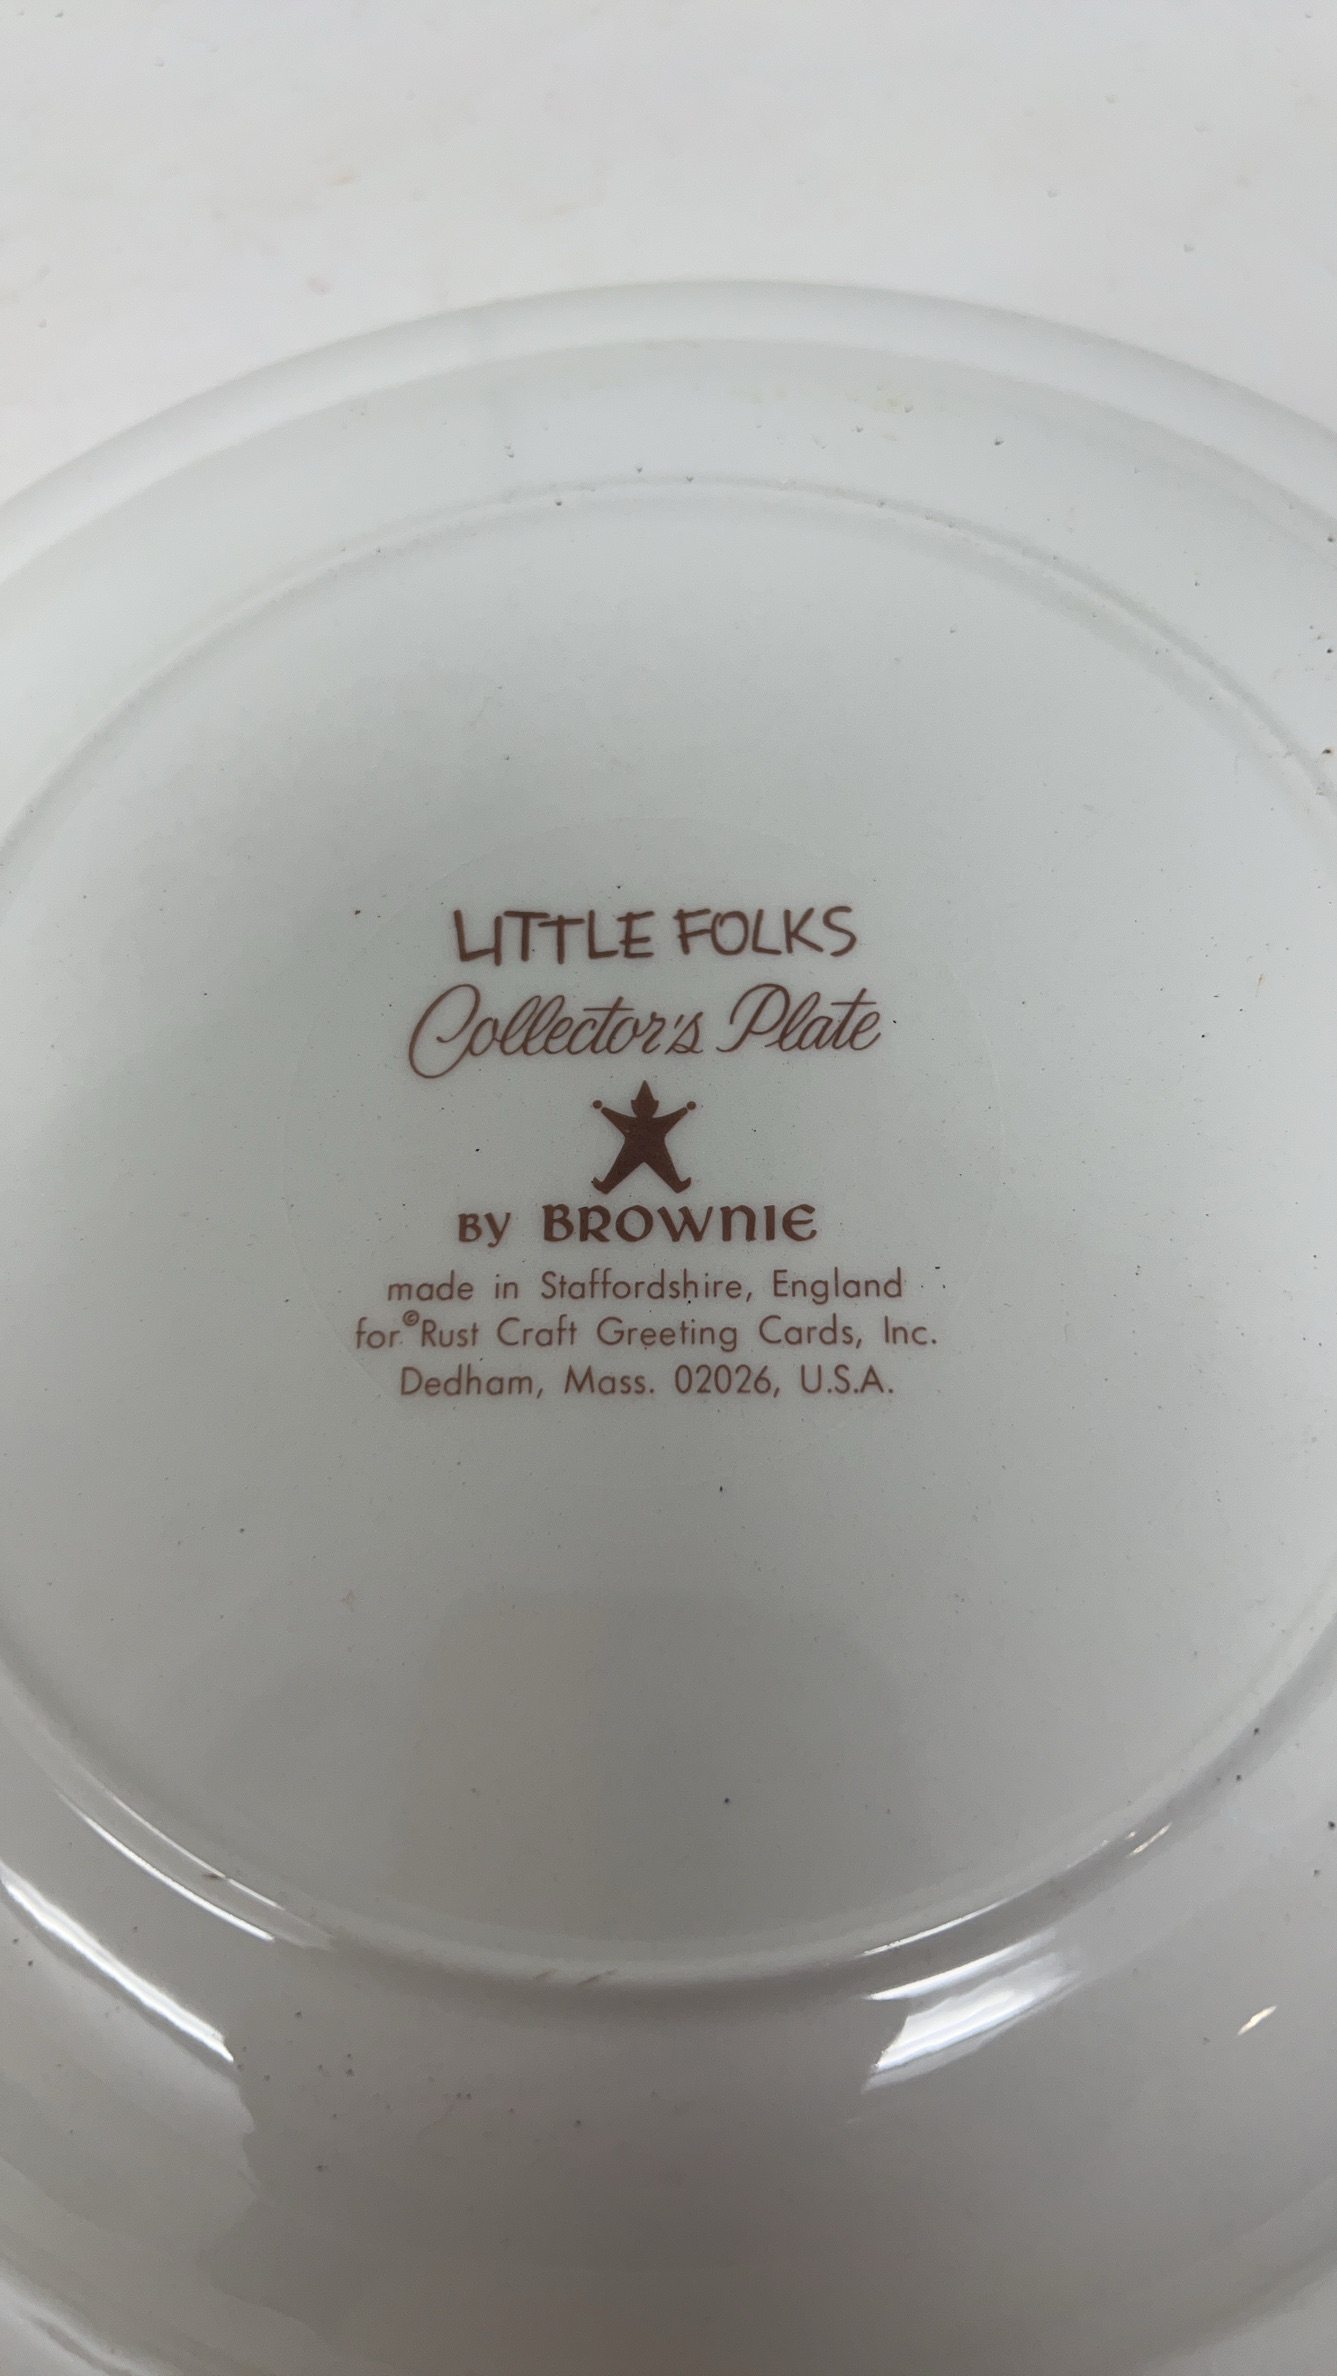 LITTLE FOLKS
Collector's Plate
BY BROWNIE
made in Staffordshire, England
for ©Rust Craft Greeting Cards, Inc.
Dedham, Mass. 02026, U.S.A.